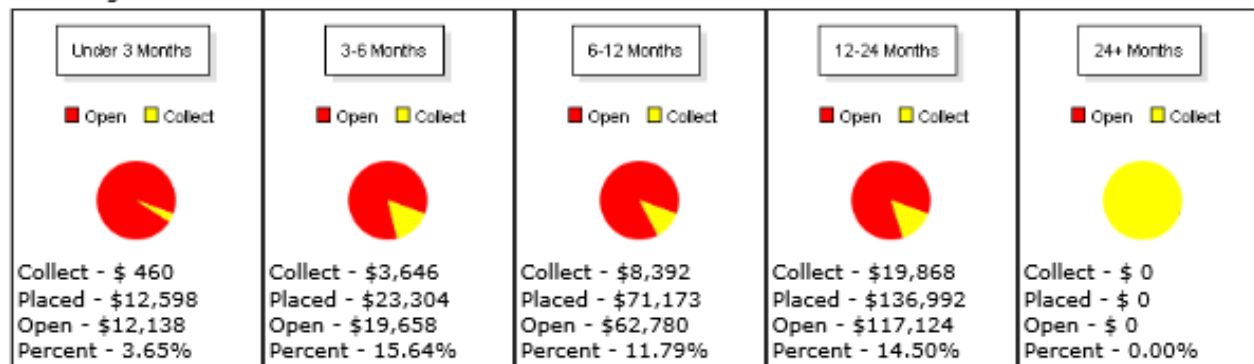 Under 3 Months
Open Collect
Collect - $ 460
Placed - $12,598
Open - $12,138
Percent - 3.65%
3-6 Months
Open Collect
Collect - $3,646
Placed - $23,304
Open - $19,658
Percent - 15.64%
6-12 Months
Open Collect
Collect - $8,392
Placed - $71,173
Open - $62,780
Percent - 11.79%
12-24 Months
Open Collect
Collect - $19,868
Placed - $136,992
Open - $117,124
Percent - 14.50%
24+ Months
Open Collect
Collect - $ 0
Placed - $ 0
Open - $ 0
Percent - 0.00%